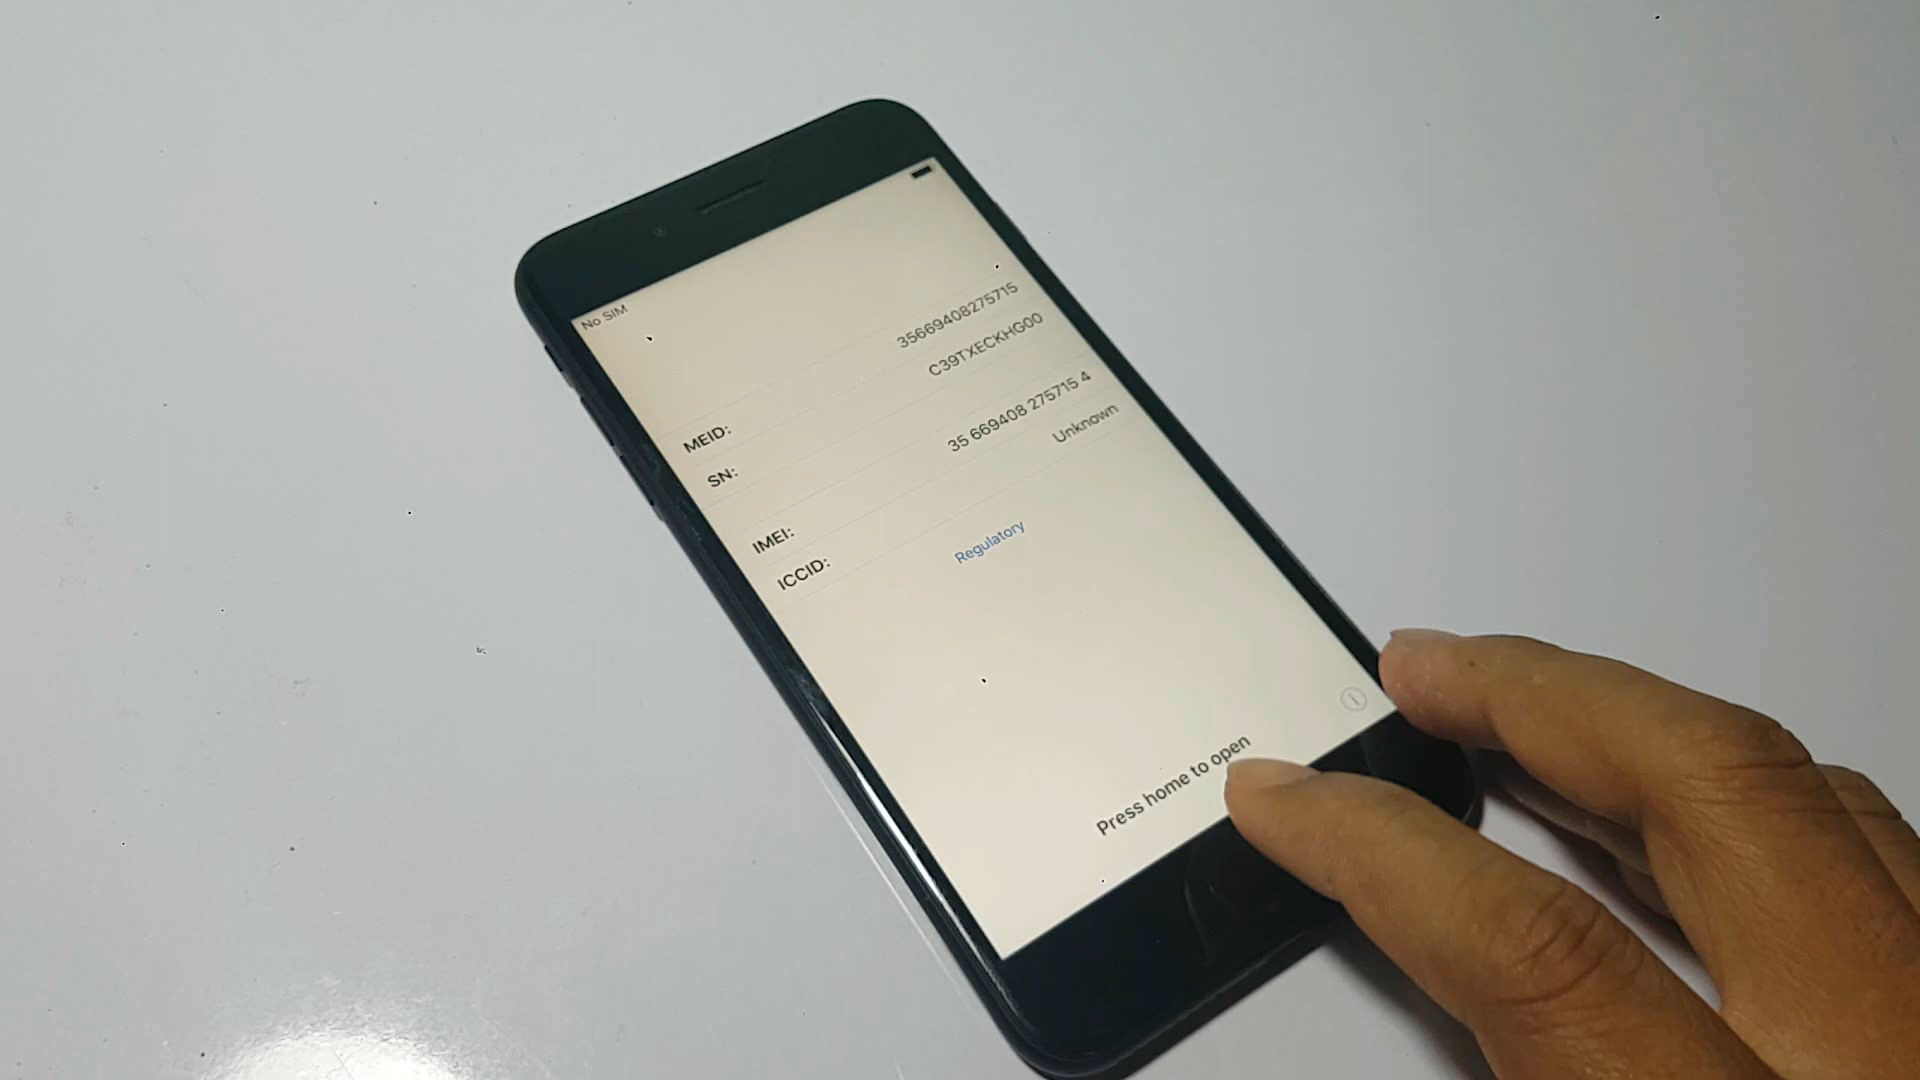 No SIM
MEID: 35669408275715
SN: C39TXECKHG00
IMEI: 35 669408 275715 4
ICCID: Unknown
Regulatory
Press home to open